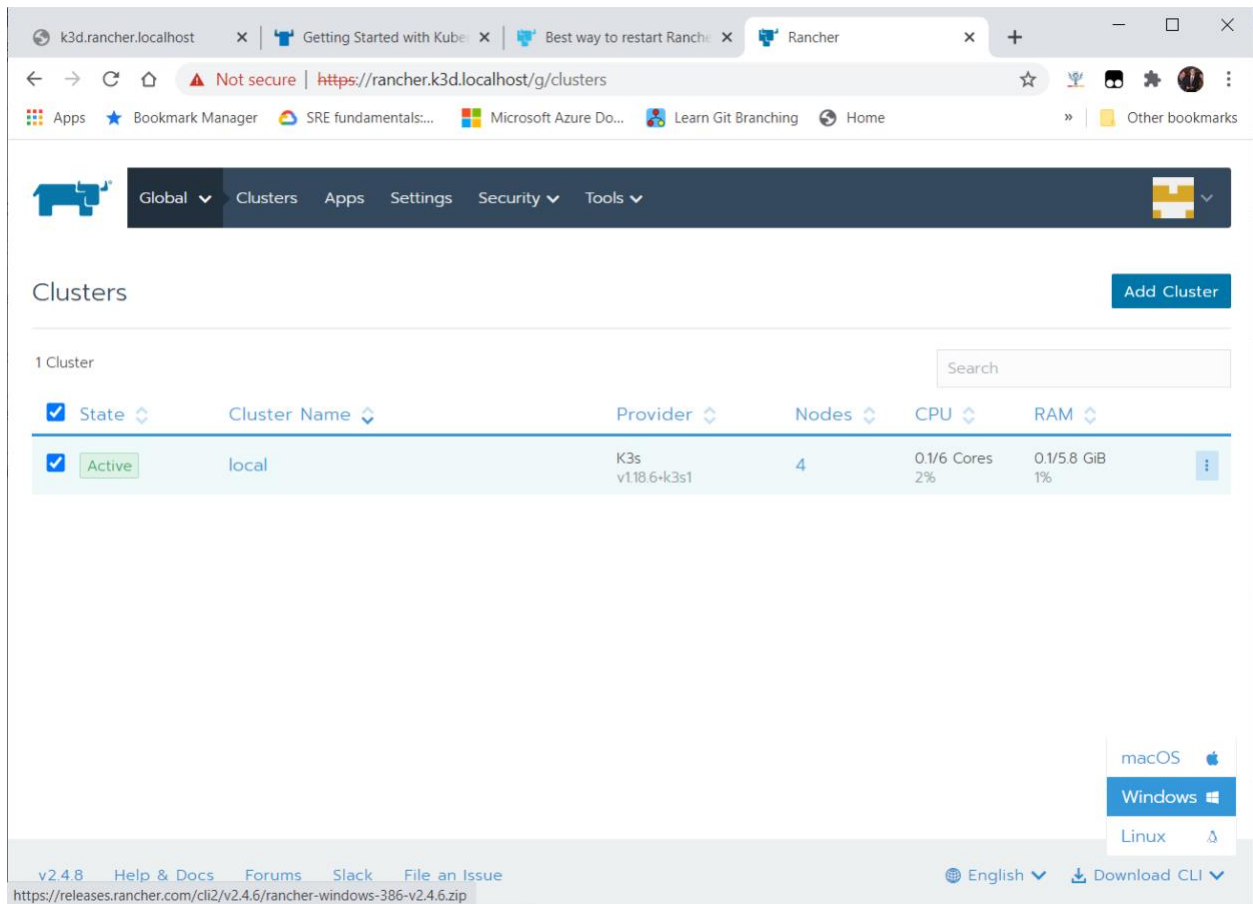 k3d.rancher.localhost
Getting Started with Kube
Best way to restart Ranche
Rancher
Not secure | https://rancher.k3d.localhost/g/clusters
Apps Bookmark Manager SRE fundamentals:... Microsoft Azure Do... Learn Git Branching Home » Other bookmarks
Global Clusters Apps Settings Security Tools
Clusters
Add Cluster
1 Cluster
Search
State Cluster Name Provider Nodes CPU RAM
Active local K3s 4 0.1/6 Cores 0.1/5.8 GiB
v1.18.6+k3s1 2% 1%
macOS
Windows
Linux
v2.4.8 Help & Docs Forums Slack File an Issue English Download CLI
https://releases.rancher.com/cli2/v2.4.6/rancher-windows-386-v2.4.6.zip